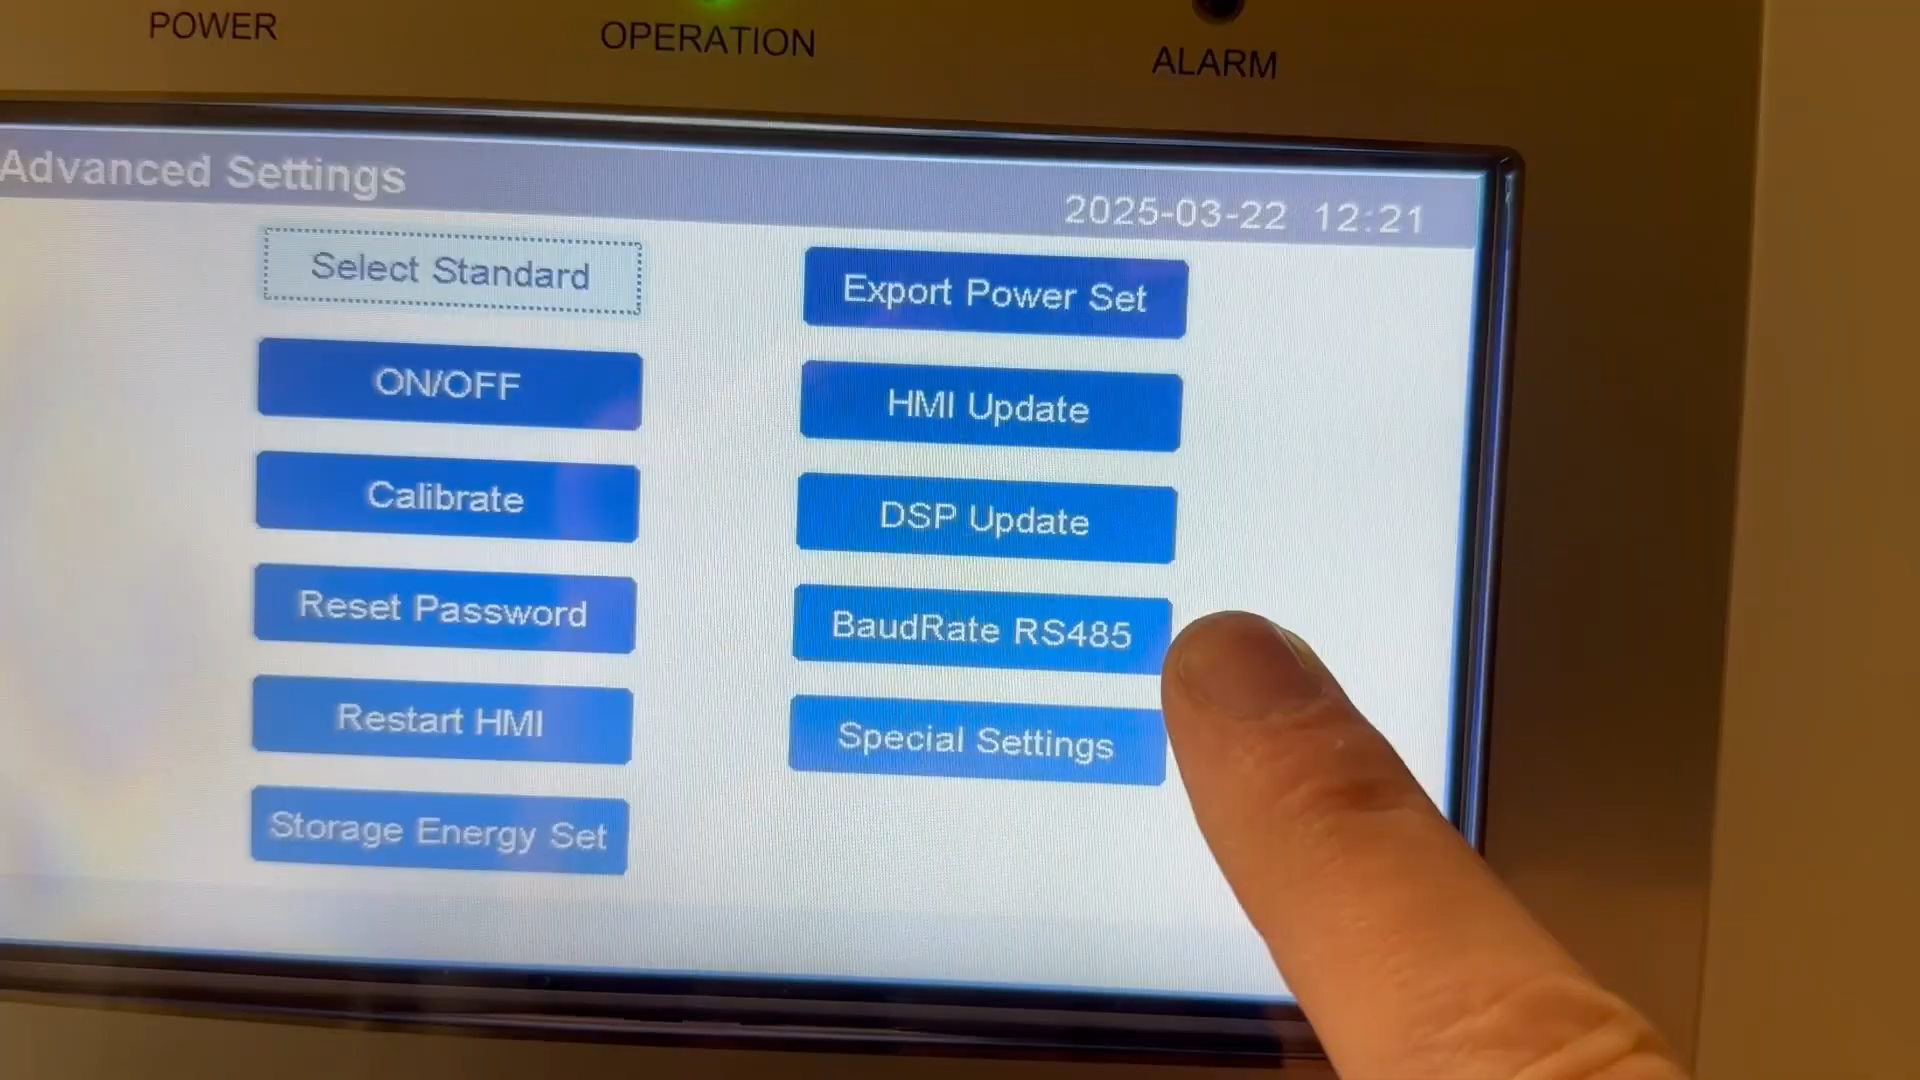 POWER
OPERATION
ALARM
Advanced Settings
2025-03-22 12:21
Select Standard
ON/OFF
Calibrate
Reset Password
Restart HMI
Storage Energy Set
Export Power Set
HMI Update
DSP Update
BaudRate RS485
Special Settings